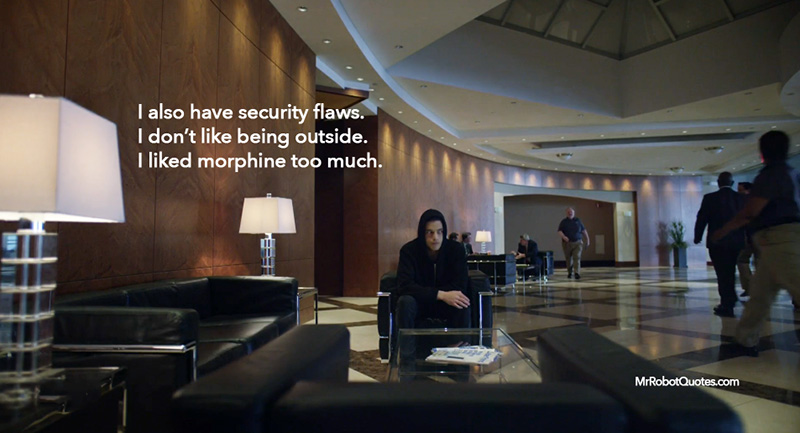 I also have security flaws.
I don't like being outside.
I liked morphine too much.
MrRobotQuotes.com